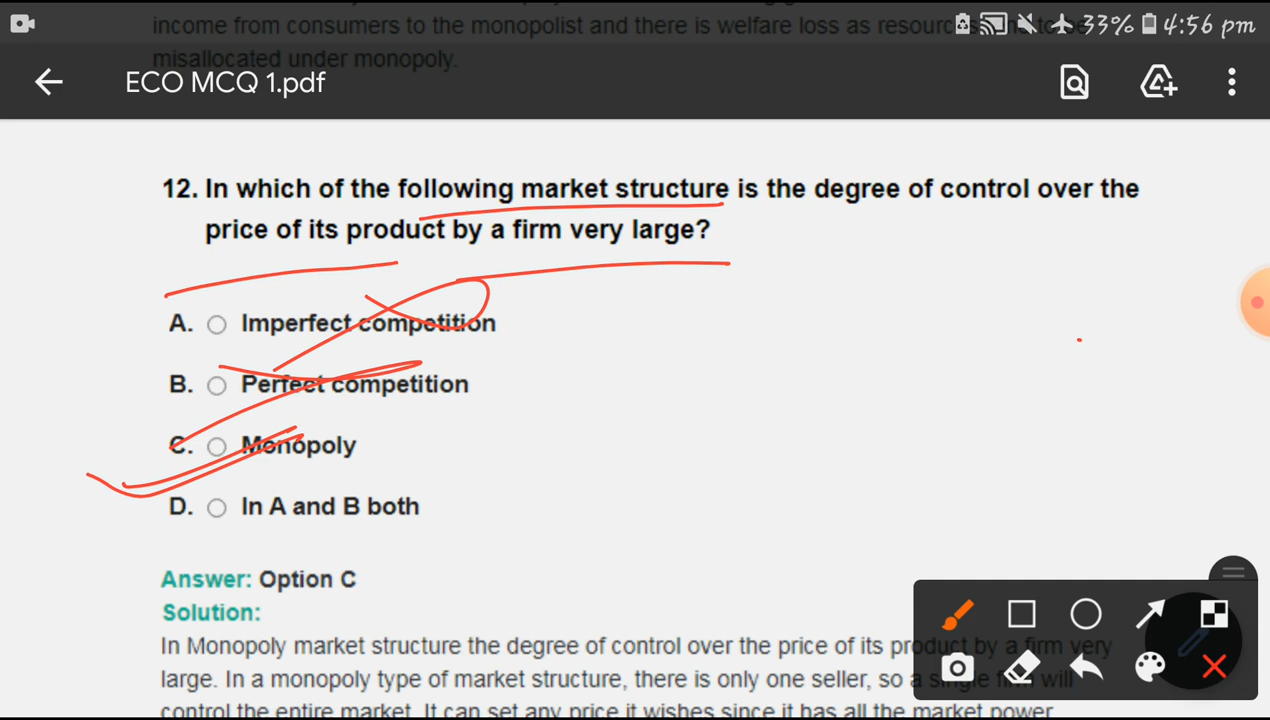 income from consumers to the monopolist and there is welfare loss as
33% 4:56 pm
misallocated under monopoly.
ECO MCQ 1.pdf
12. In which of the following market structure is the degree of control over the
price of its product by a firm very large?
A. Imperfect competition
B. Perfect competition
C. Monopoly
D. In A and B both
Answer: Option C
Solution:
In Monopoly market structure the degree of control over the price of its product by a firm very
large. In a monopoly type of market structure, there is only one seller, so a single firm will
control the entire market. It can set any price it wishes since it has all the market power.